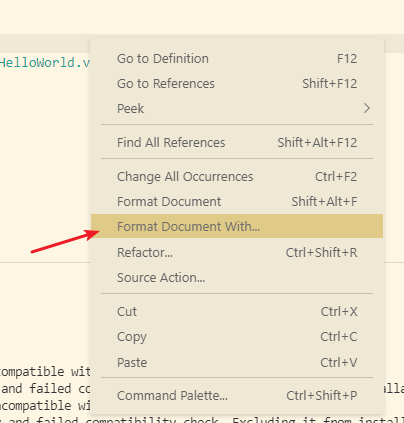 HelloWorld.v
Go to Definition F12
Go to References Shift+F12
Peek
Find All References Shift+Alt+F12
Change All Occurrences Ctrl+F2
Format Document Shift+Alt+F
Format Document With...
Refactor... Ctrl+Shift+R
Source Action...
Cut Ctrl+X
Copy Ctrl+C
Paste Ctrl+V
Command Palette... Ctrl+Shift+P
ompatible wit
and failed co alla
compatible wi
and failed compatibility check. Excluding it from install